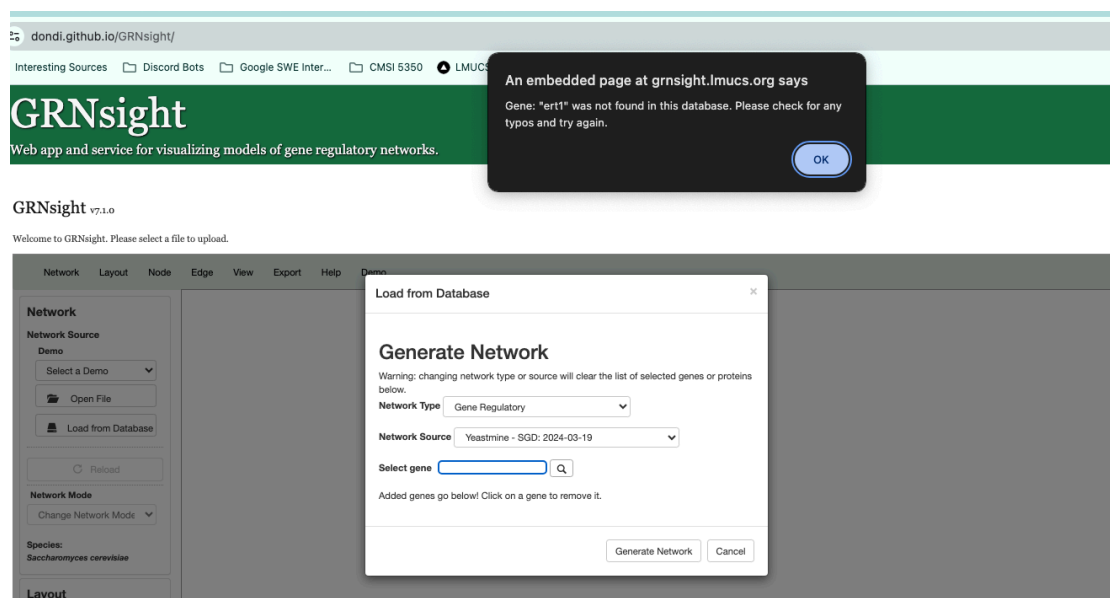 dondi.github.io/GRNsight/
Interesting Sources Discord Bots Google SWE Inter... CMSI 5350 LMUCS
An embedded page at grnsight.lmucs.org says
Gene: "ert1" was not found in this database. Please check for any
typos and try again.
OK
GRNsight
Web app and service for visualizing models of gene regulatory networks.
GRNsight v7.1.0
Welcome to GRNsight. Please select a file to upload.
Network Layout Node Edge View Export Help Demo
Network
Network Source
Demo
Select a Demo
Open File
Load from Database
Reload
Network Mode
Change Network Mode
Species:
Saccharomyces cerevisiae
Layout
Load from Database ×
Generate Network
Warning: changing network type or source will clear the list of selected genes or proteins
below.
Network Type Gene Regulatory
Network Source Yeastmine - SGD: 2024-03-19
Select gene
Added genes go below! Click on a gene to remove it.
Generate Network Cancel